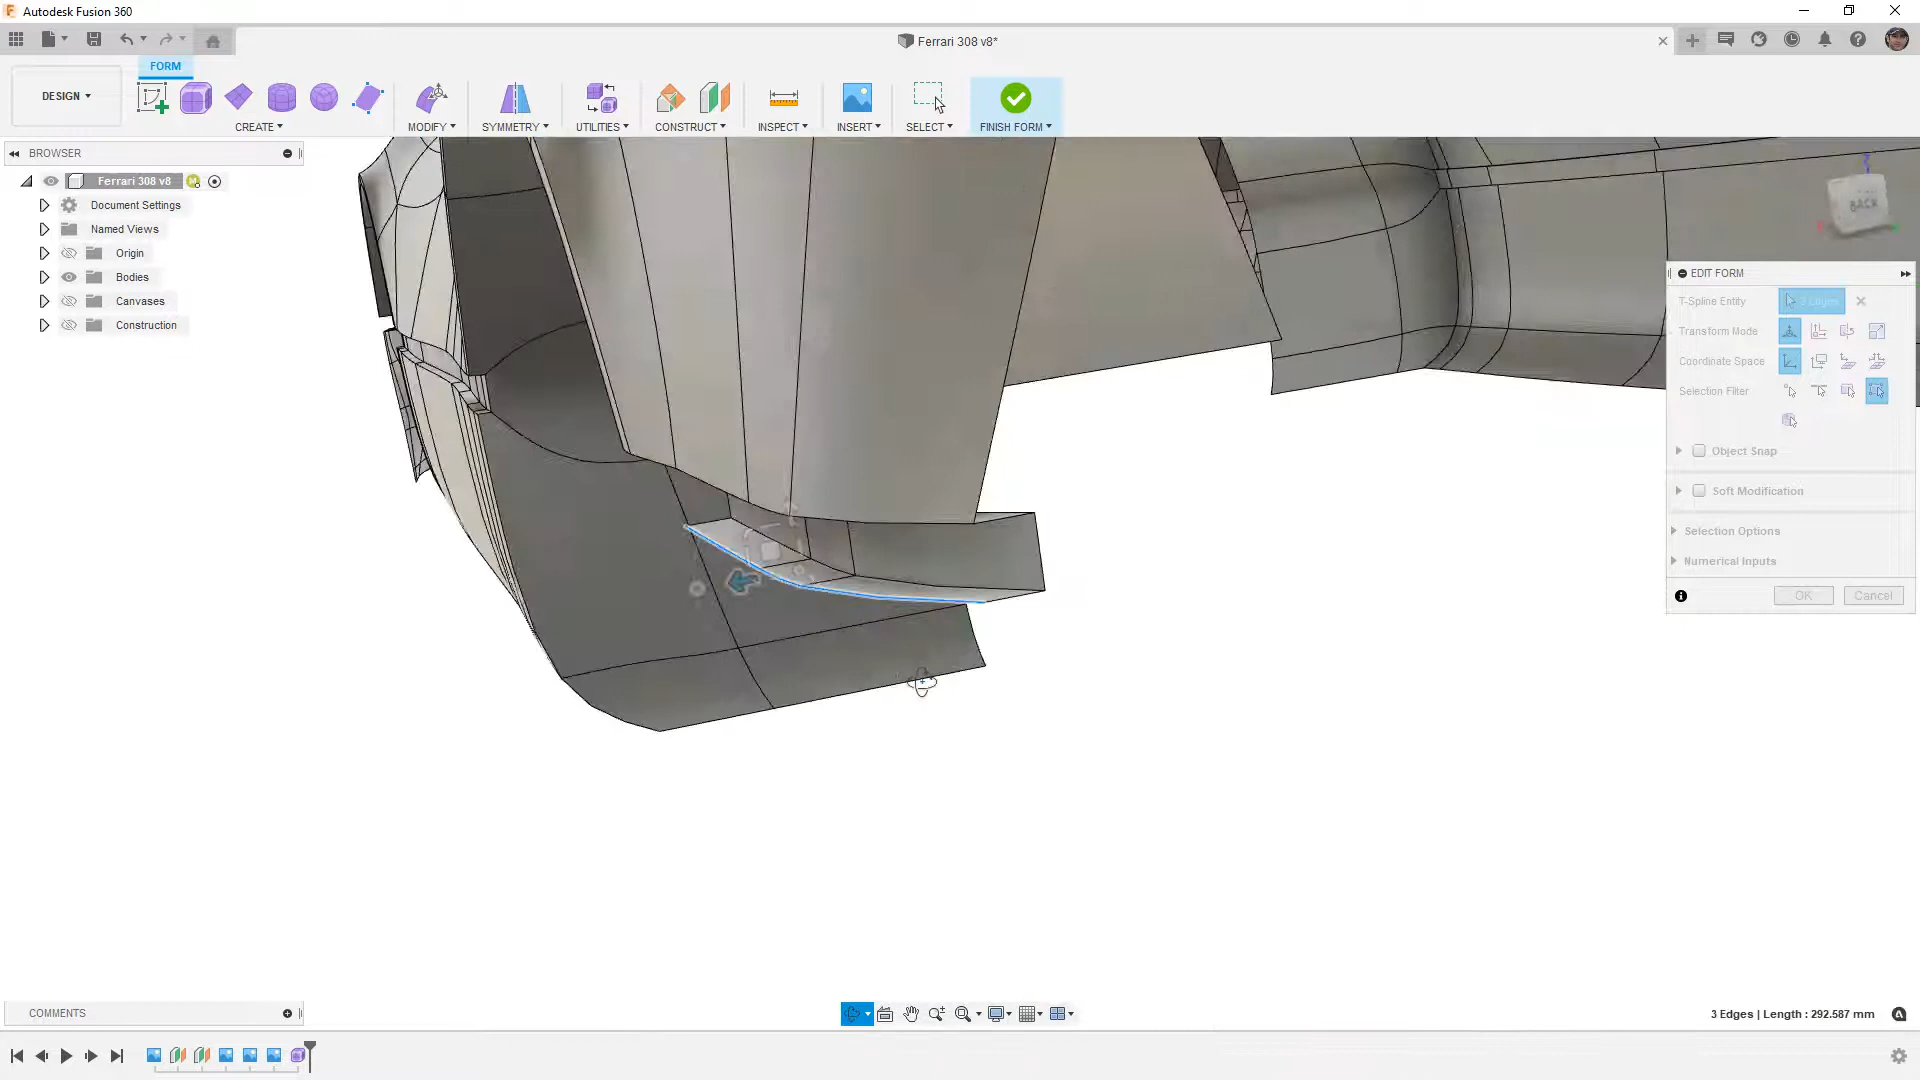 Autodesk Fusion 360
Ferrari 308 v8*
FORM
DESIGN
CREATE
MODIFY
SYMMETRY
UTILITIES
CONSTRUCT
INSPECT
INSERT
SELECT
FINISH FORM
BROWSER
Ferrari 308 v8
Document Settings
Named Views
Origin
Bodies
Canvases
Construction
Z
BACK
EDIT FORM
T-Spline Entity
3 Edges
Transform Mode
Coordinate Space
Selection Filter
Object Snap
Soft Modification
Selection Options
Numerical Inputs
OK
Cancel
COMMENTS
3 Edges | Length : 292.587 mm